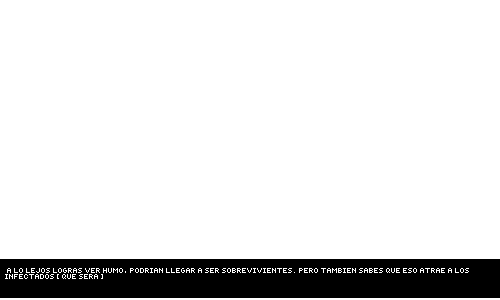 A LO LEJOS LOGRAS VER HUMO. PODRIAN LLEGAR A SER SOBREVIVIENTES. PERO TAMBIEN SABES QUE ESO ATRAE A LOS
INFECTADOS [ QUE SERA ]